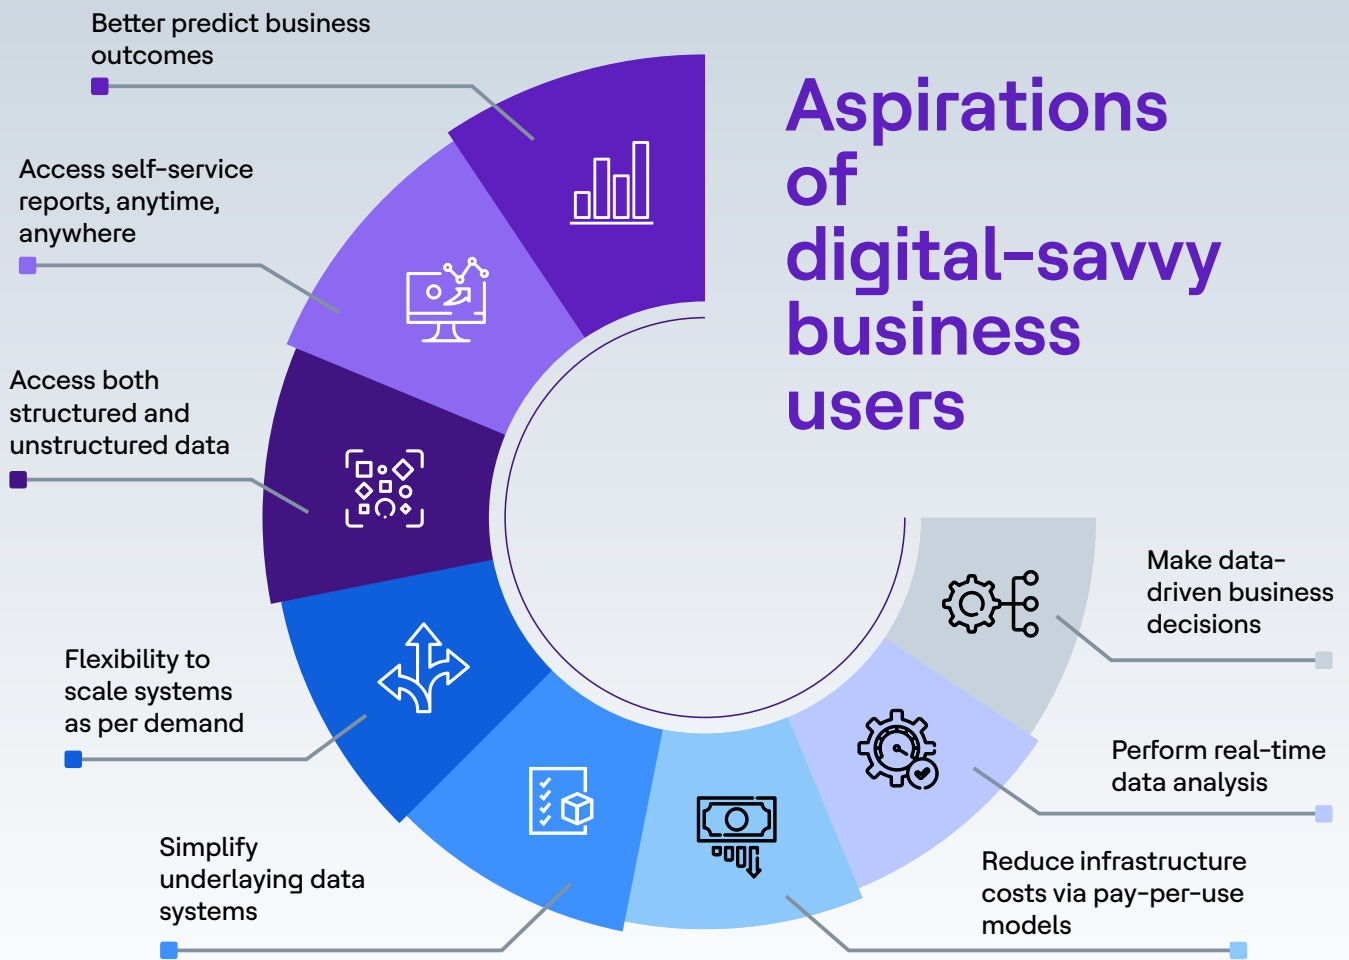 Aspirations
of
digital-savvy
business
users
Better predict business
outcomes
Access self-service
reports, anytime,
anywhere
Access both
structured and
unstructured data
Flexibility to
scale systems
as per demand
Simplify
underlaying data
systems
Reduce infrastructure
costs via pay-per-use
models
Perform real-time
data analysis
Make data-
driven business
decisions